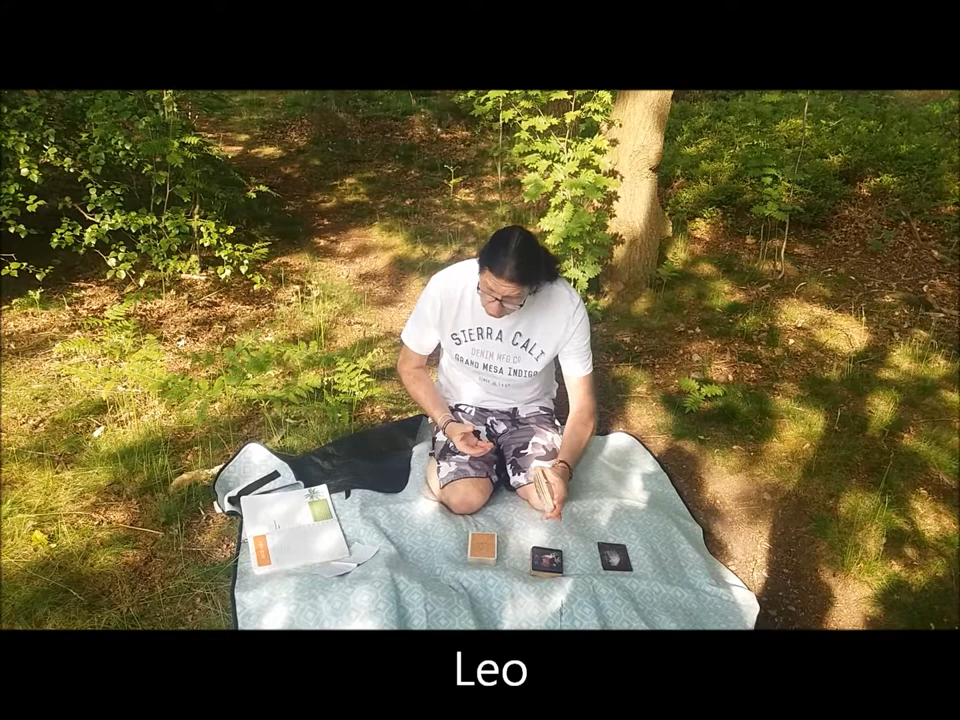 SIERRA CALI
DENIM MFG.CO
GRAND MESA INDIGO
Leo